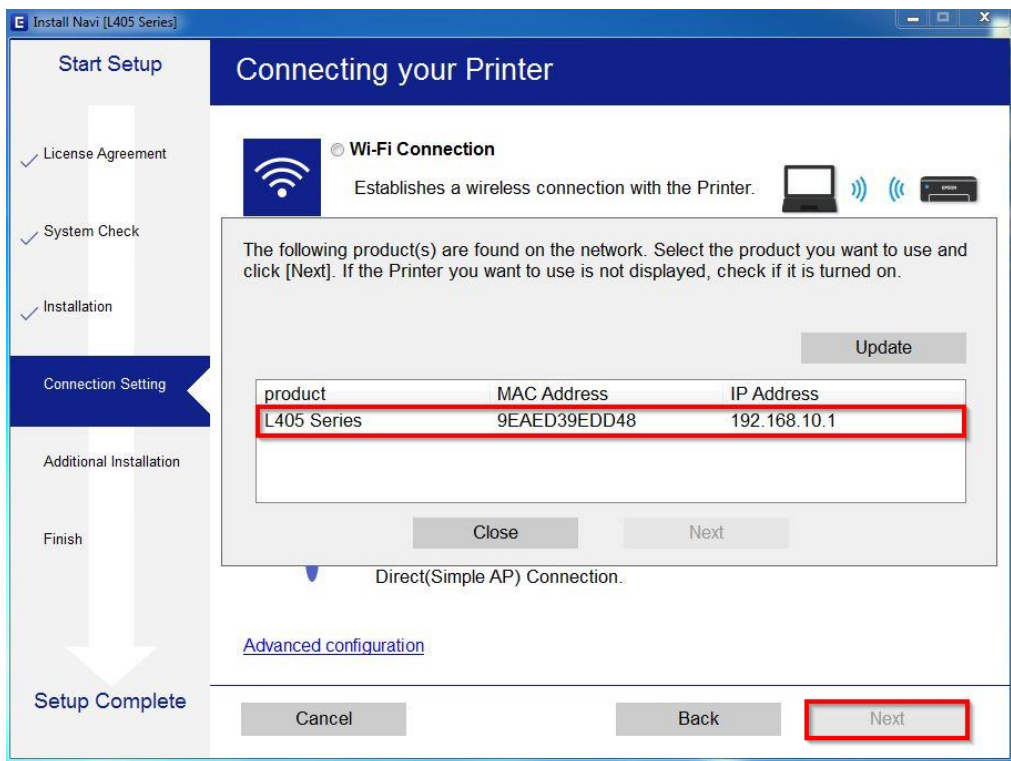 E Install Navi [L405 Series]
X
Start Setup
License Agreement
System Check
Installation
Connection Setting
Additional Installation
Finish
Setup Complete
Connecting your Printer
Wi-Fi Connection
Establishes a wireless connection with the Printer.
EPSON
The following product(s) are found on the network. Select the product you want to use and
click [Next]. If the Printer you want to use is not displayed, check if it is turned on.
Update
product MAC Address IP Address
L405 Series 9EAED39EDD48 192.168.10.1
Close Next
Direct(Simple AP) Connection.
Advanced configuration
Cancel Back Next